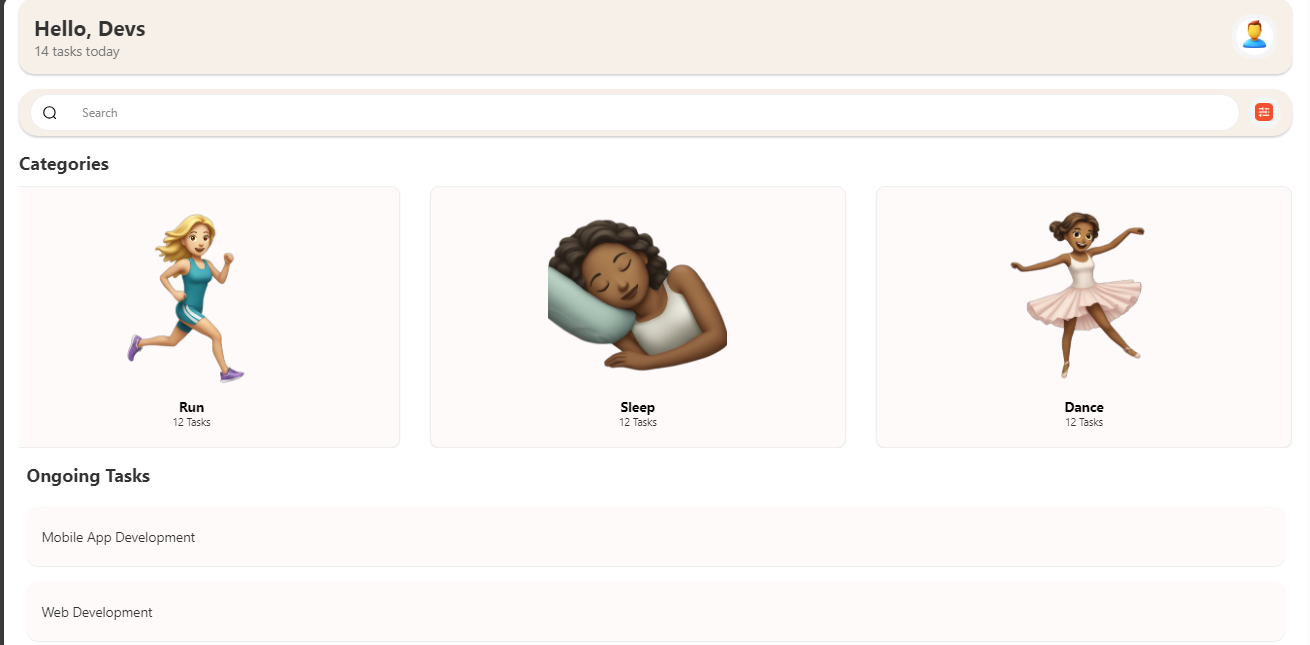 Hello, Devs
14 tasks today
Search
Categories
Run
12 Tasks
Sleep
12 Tasks
Dance
12 Tasks
Ongoing Tasks
Mobile App Development
Web Development